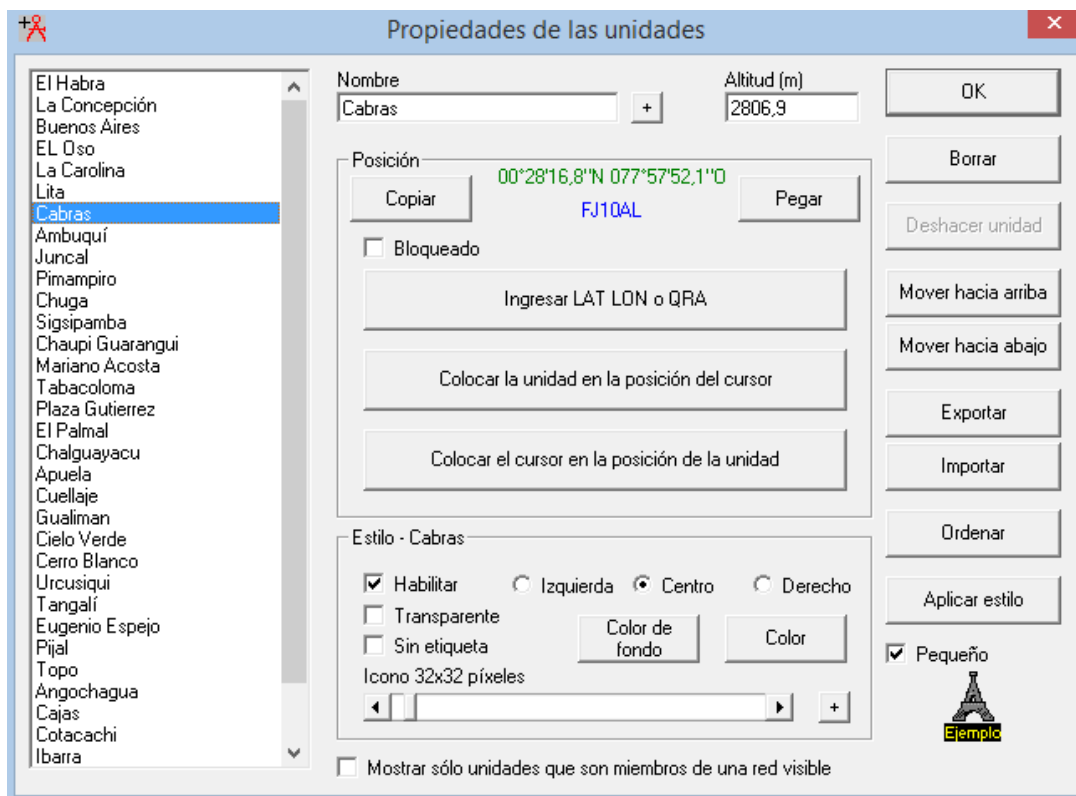 Propiedades de las unidades
El Habra
La Concepción
Buenos Aires
EL Oso
La Carolina
Lita
Cabras
Ambuquí
Juncal
Pimampiro
Chuga
Sigsipamba
Chaupi Guarangui
Mariano Acosta
Tabacoloma
Plaza Gutierrez
El Palmal
Chalguayacu
Apuela
Cuellaje
Gualiman
Cielo Verde
Cerro Blanco
Urcusiqui
Tangalí
Eugenio Espejo
Pijal
Topo
Angochagua
Cajas
Cotacachi
Ibarra
Nombre
Cabras
+
Altitud (m)
2806,9
Posición
Copiar
00°28'16,8"N 077°57'52,1"O
FJ10AL
Pegar
Bloqueado
Ingresar LAT LON o QRA
Colocar la unidad en la posición del cursor
Colocar el cursor en la posición de la unidad
Estilo - Cabras
Habilitar
Izquierda
Centro
Derecho
Transparente
Sin etiqueta
Color de
fondo
Color
Icono 32x32 píxeles
+
Mostrar sólo unidades que son miembros de una red visible
OK
Borrar
Deshacer unidad
Mover hacia arriba
Mover hacia abajo
Exportar
Importar
Ordenar
Aplicar estilo
Pequeño
Ejemplo